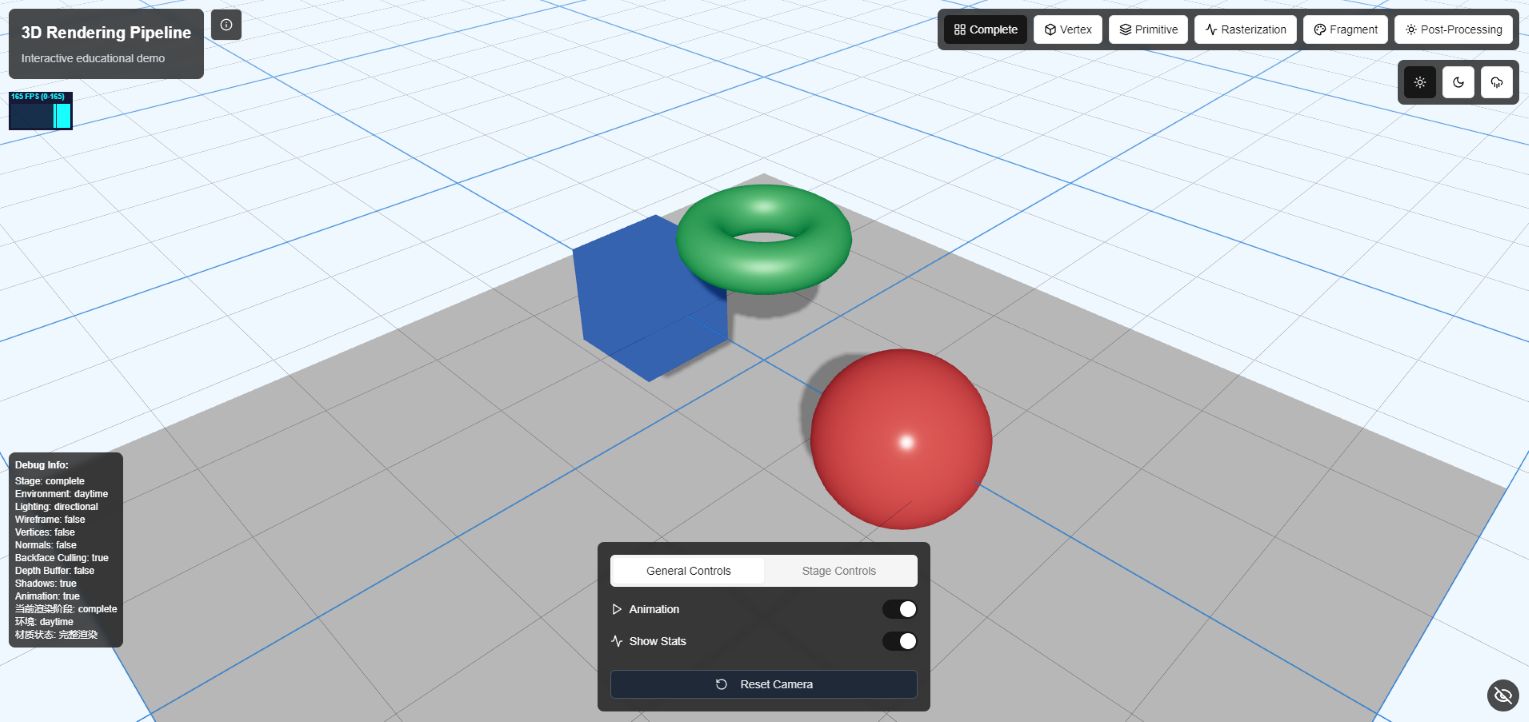 3D Rendering Pipeline
Interactive educational demo
Complete
Vertex
Primitive
Rasterization
Fragment
Post-Processing
165 FPS (0-165)
Debug Info:
Stage: complete
Environment: daytime
Lighting: directional
Wireframe: false
Vertices: false
Normals: false
Backface Culling: true
Depth Buffer: false
Shadows: true
Animation: true
当前渲染阶段: complete
环境: daytime
材质状态: 完整渲染
General Controls
Stage Controls
Animation
Show Stats
Reset Camera